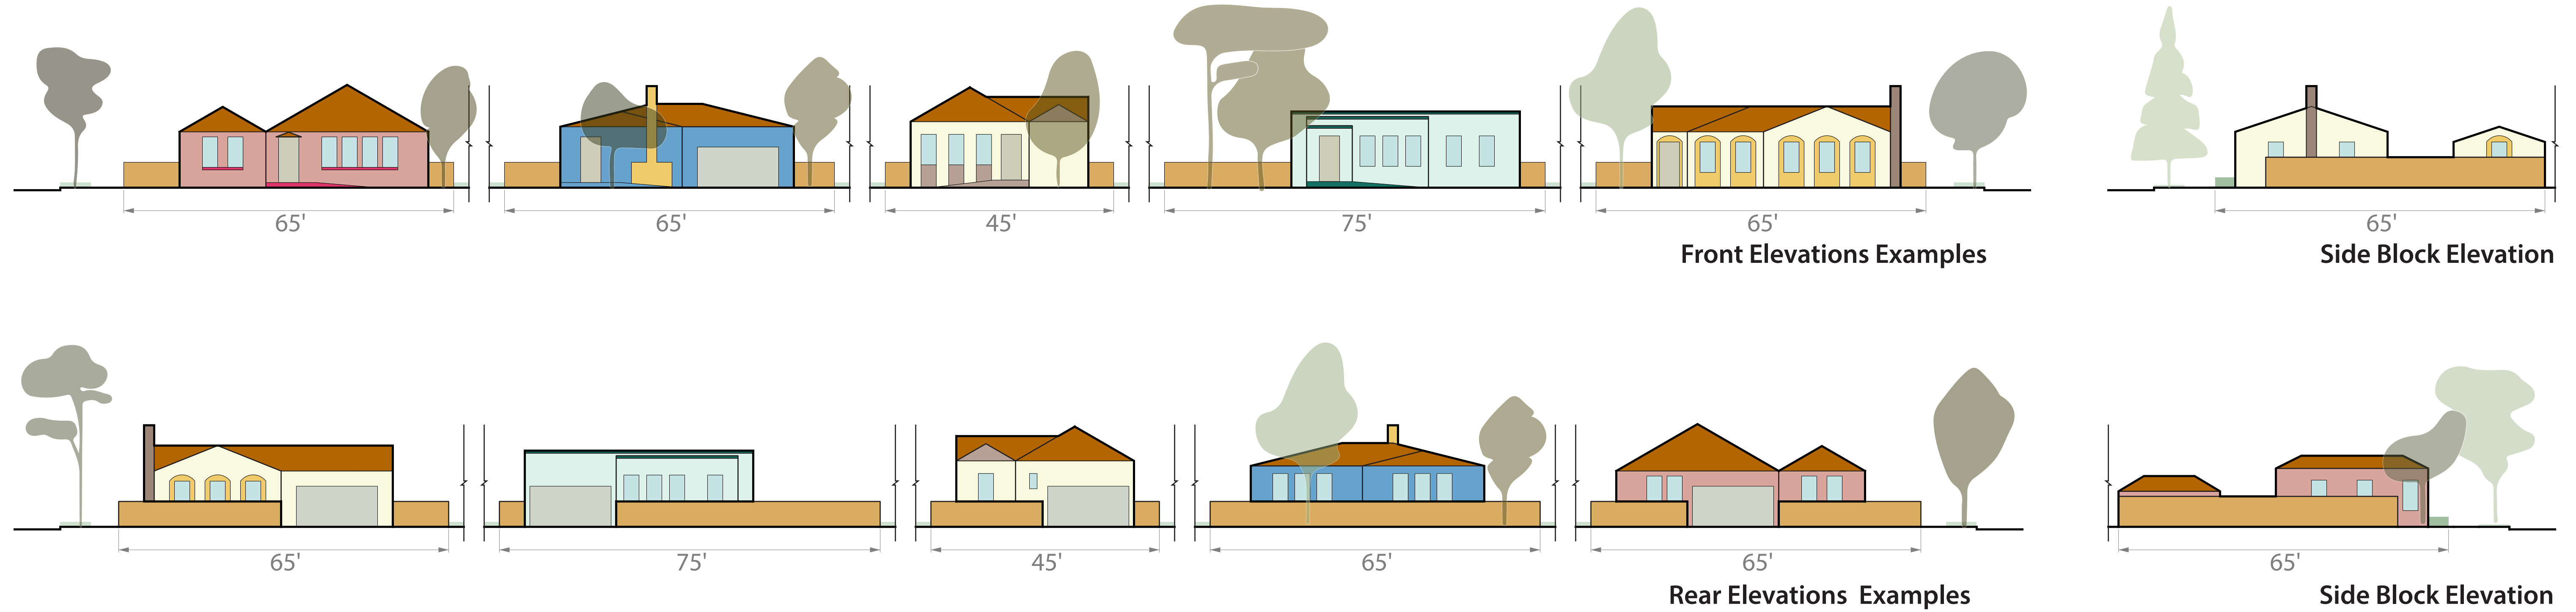 65' 65' 45' 75' 65' 65'
Front Elevations Examples Side Block Elevation
65' 75' 45' 65' 65' 65'
Rear Elevations  Examples Side Block Elevation